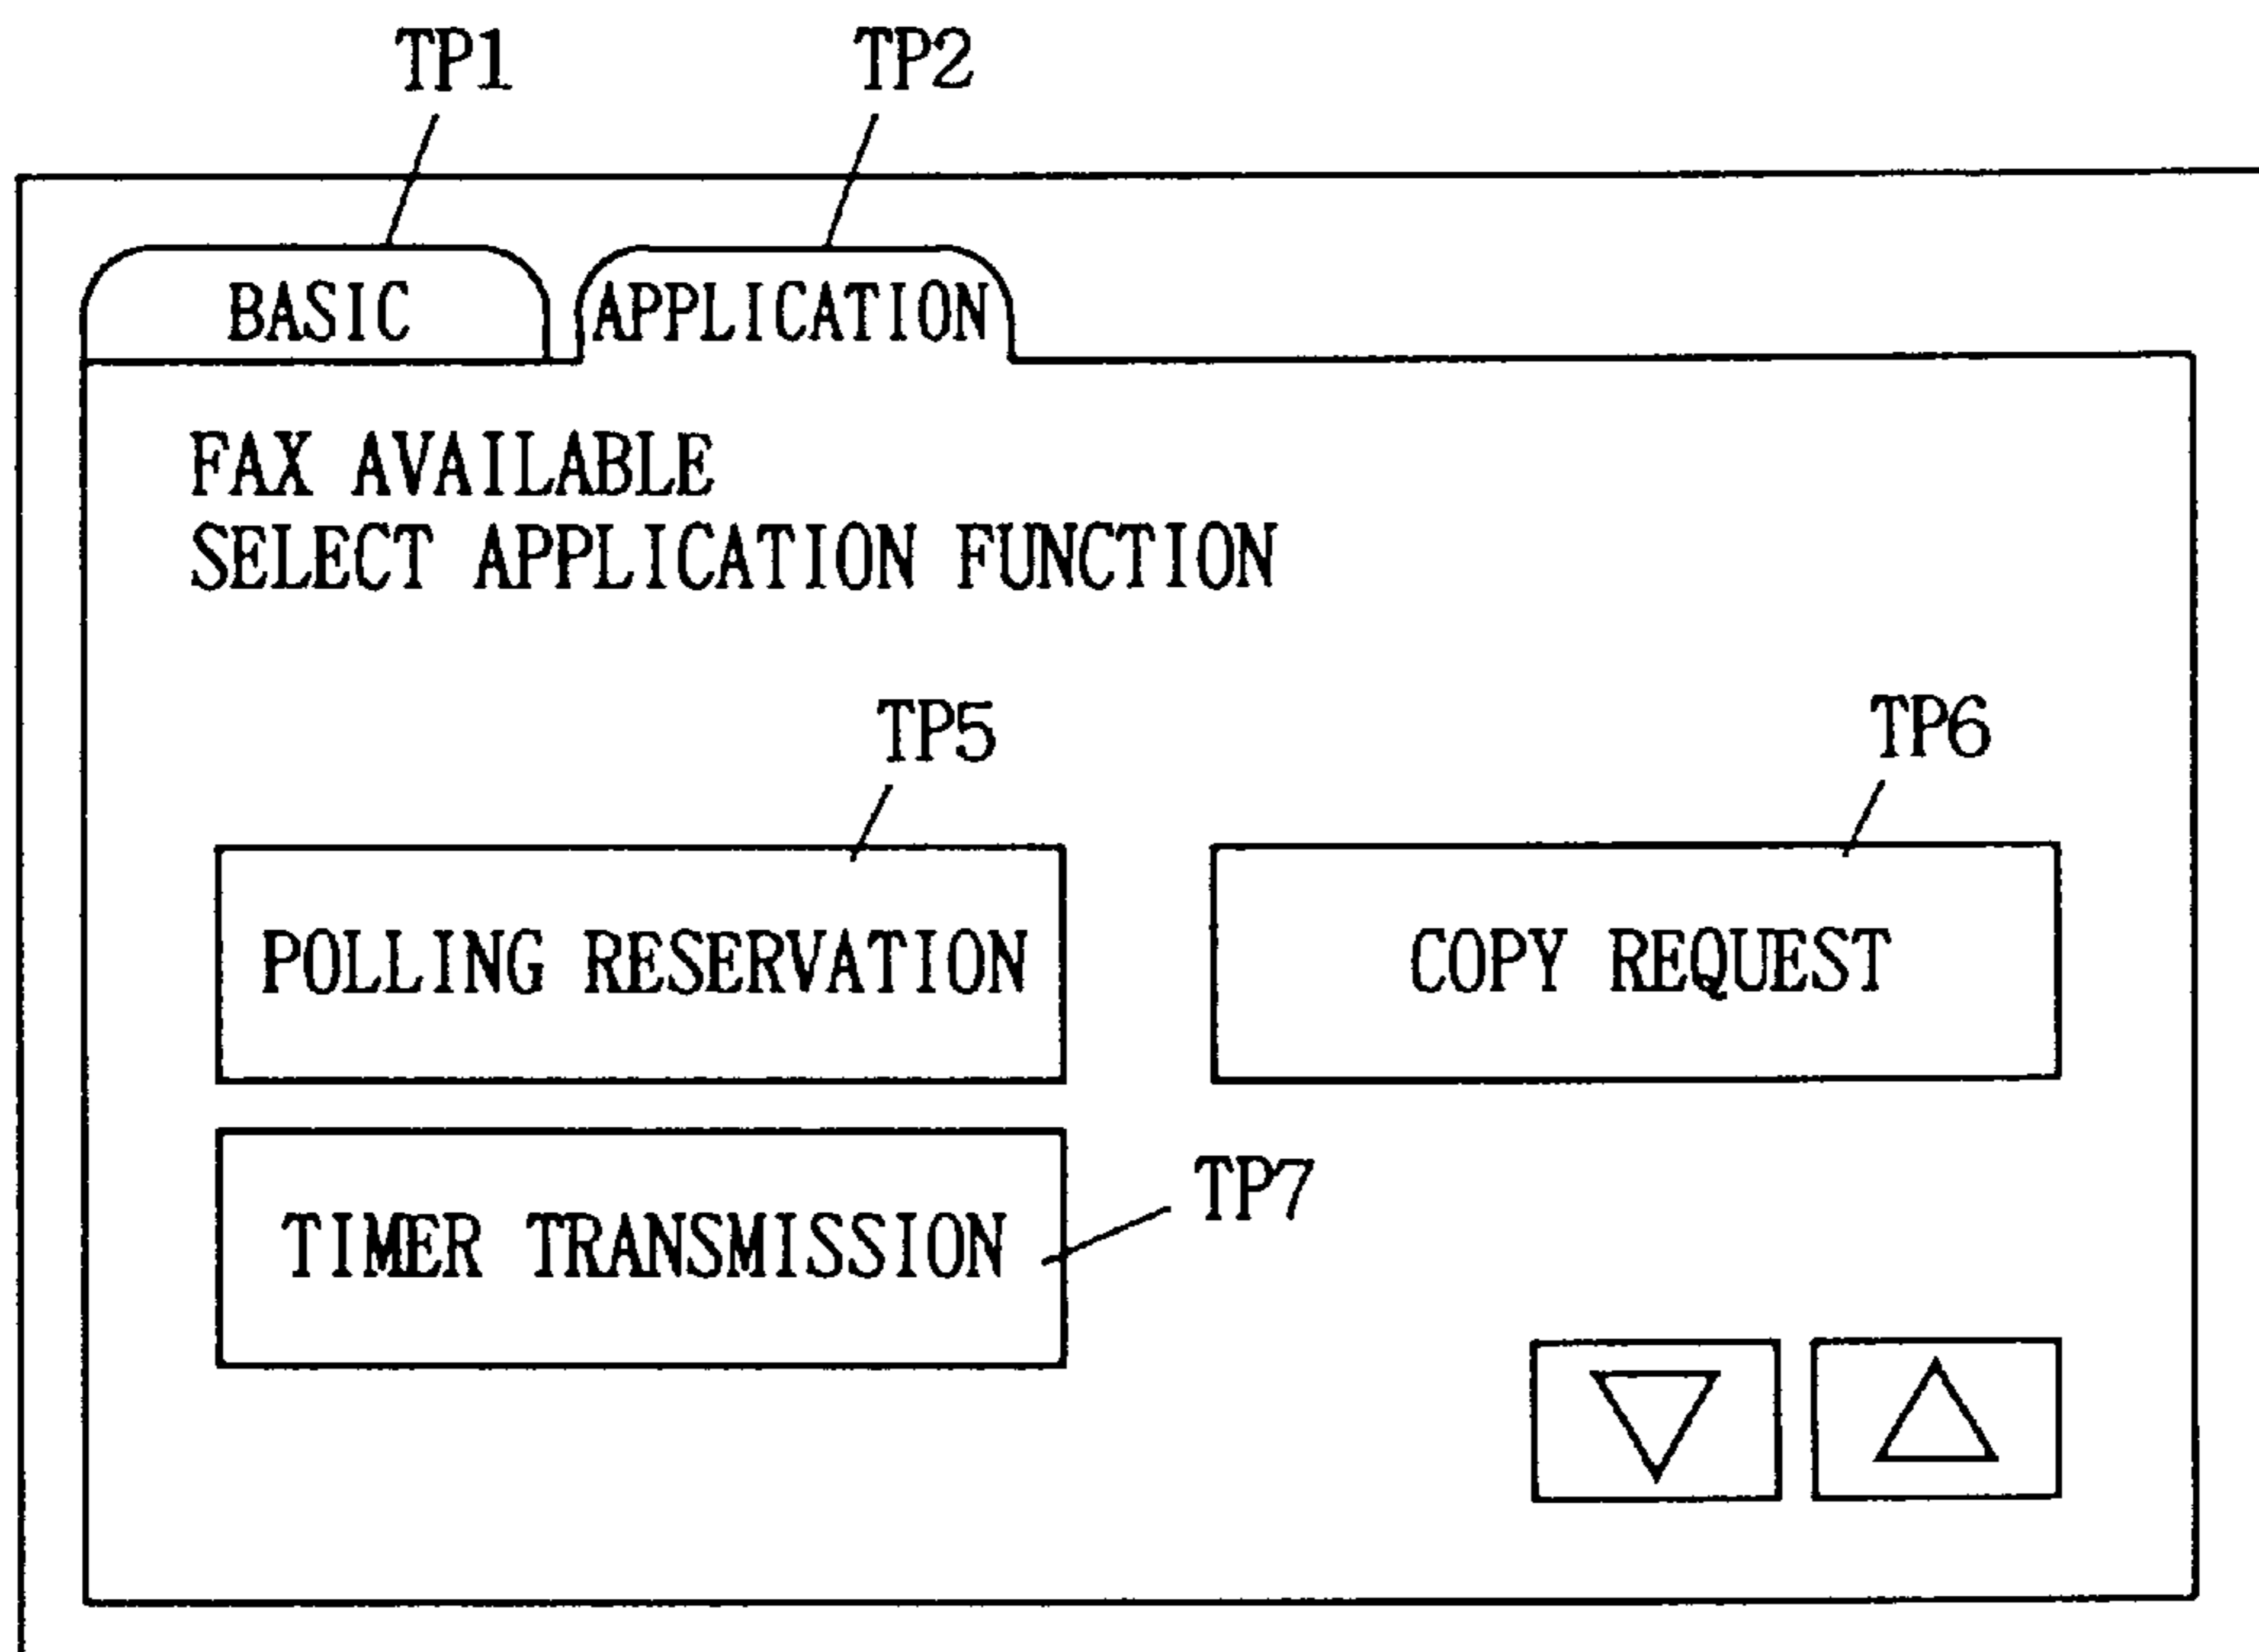 TP1 TP2
BASIC APPLICATION
FAX AVAILABLE
SELECT APPLICATION FUNCTION
TP5 TP6
POLLING RESERVATION COPY REQUEST
TIMER TRANSMISSION TP7